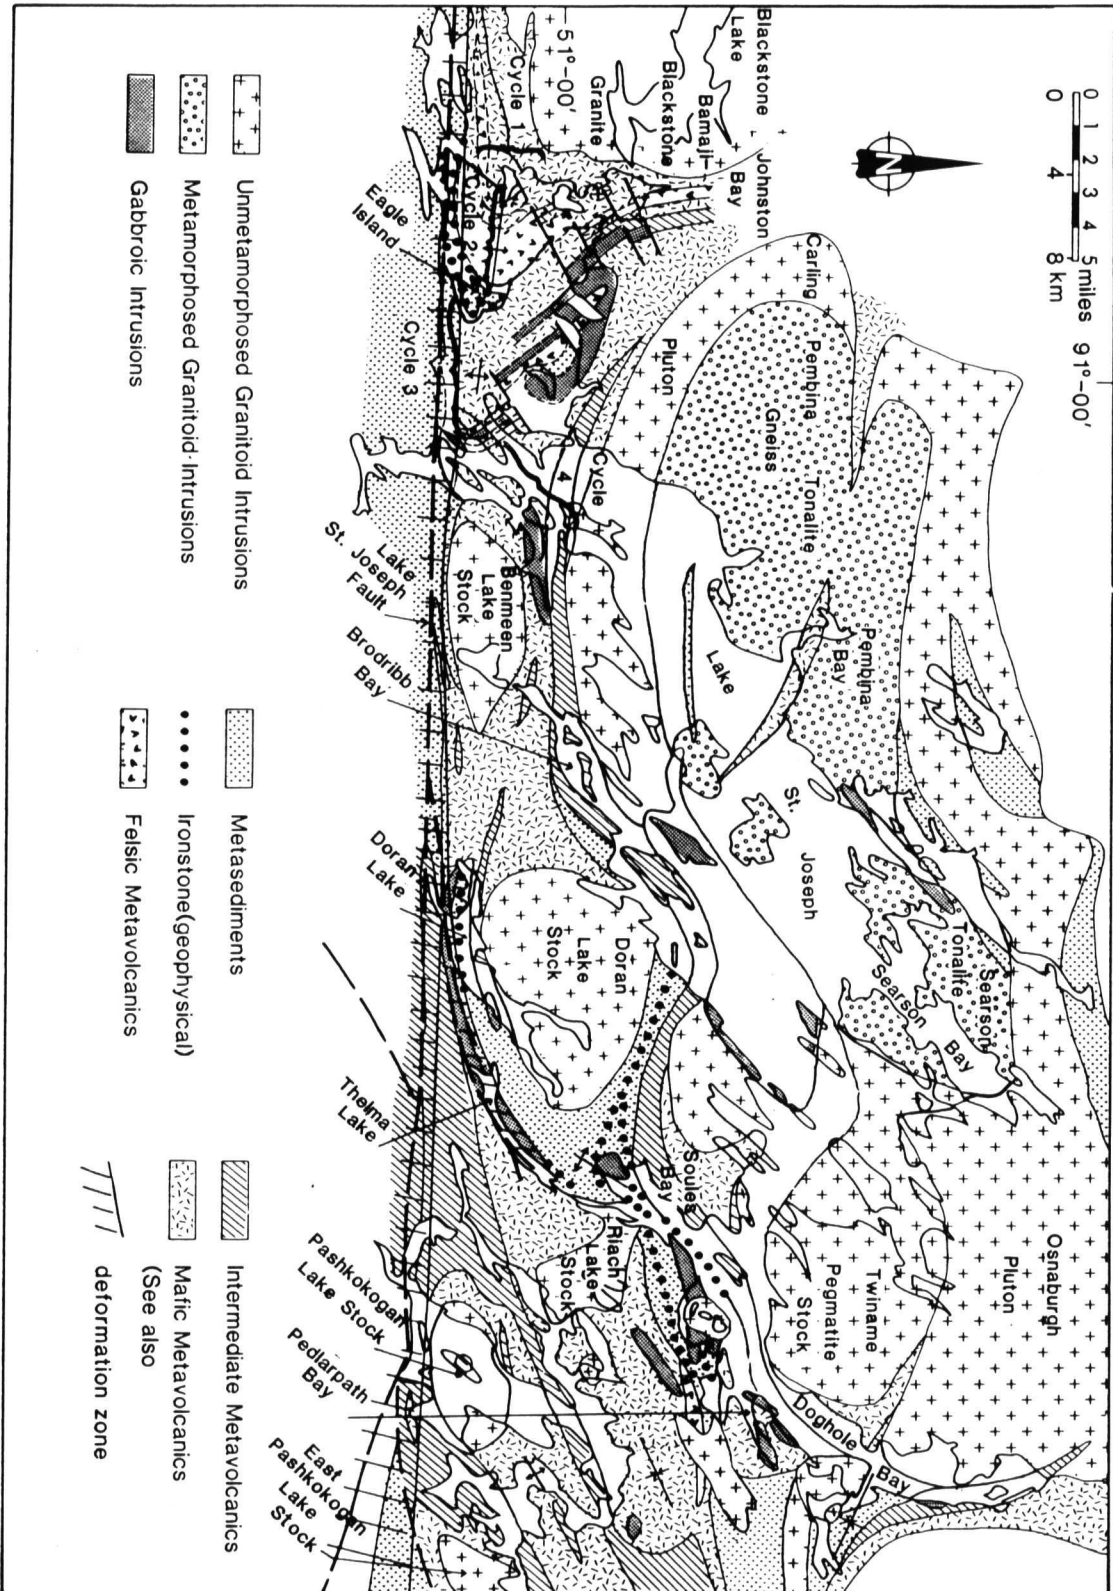 0 1 2 3 4 5 miles
0 4 8 km
91°-00'
N
51°-00'
Blackstone
Lake
Johnston
Bay
Bamaji-
Blackstone
Granite
Cycle 1
Cycle 2
Eagle
Island
Cycle 3
Cycle
4
Carling
Pluton
Pembina Tonalite
Gneiss
Pembina
Bay
Lake
St.
Joseph
Searson
Tonalite
Searson
Bay
Osnaburgh
Pluton
Twiname
Pegmatite
Stock
Doghole
Bay
Benmeen
Lake
Stock
Lake
St. Joseph
Fault
Brodribb
Bay
Doran
Lake
Stock
Doran
Lake
Thelma
Lake
Soules
Bay
Riach
Lake
Stock
Pashkokogan
Lake Stock
Pedlarpath
Bay
East
Pashkokogan
Lake
Stock
Unmetamorphosed Granitoid Intrusions
Metamorphosed Granitoid Intrusions
Gabbroic Intrusions
Metasediments
Ironstone(geophysical)
Felsic Metavolcanics
Intermediate Metavolcanics
Mafic Metavolcanics
(See also
deformation zone